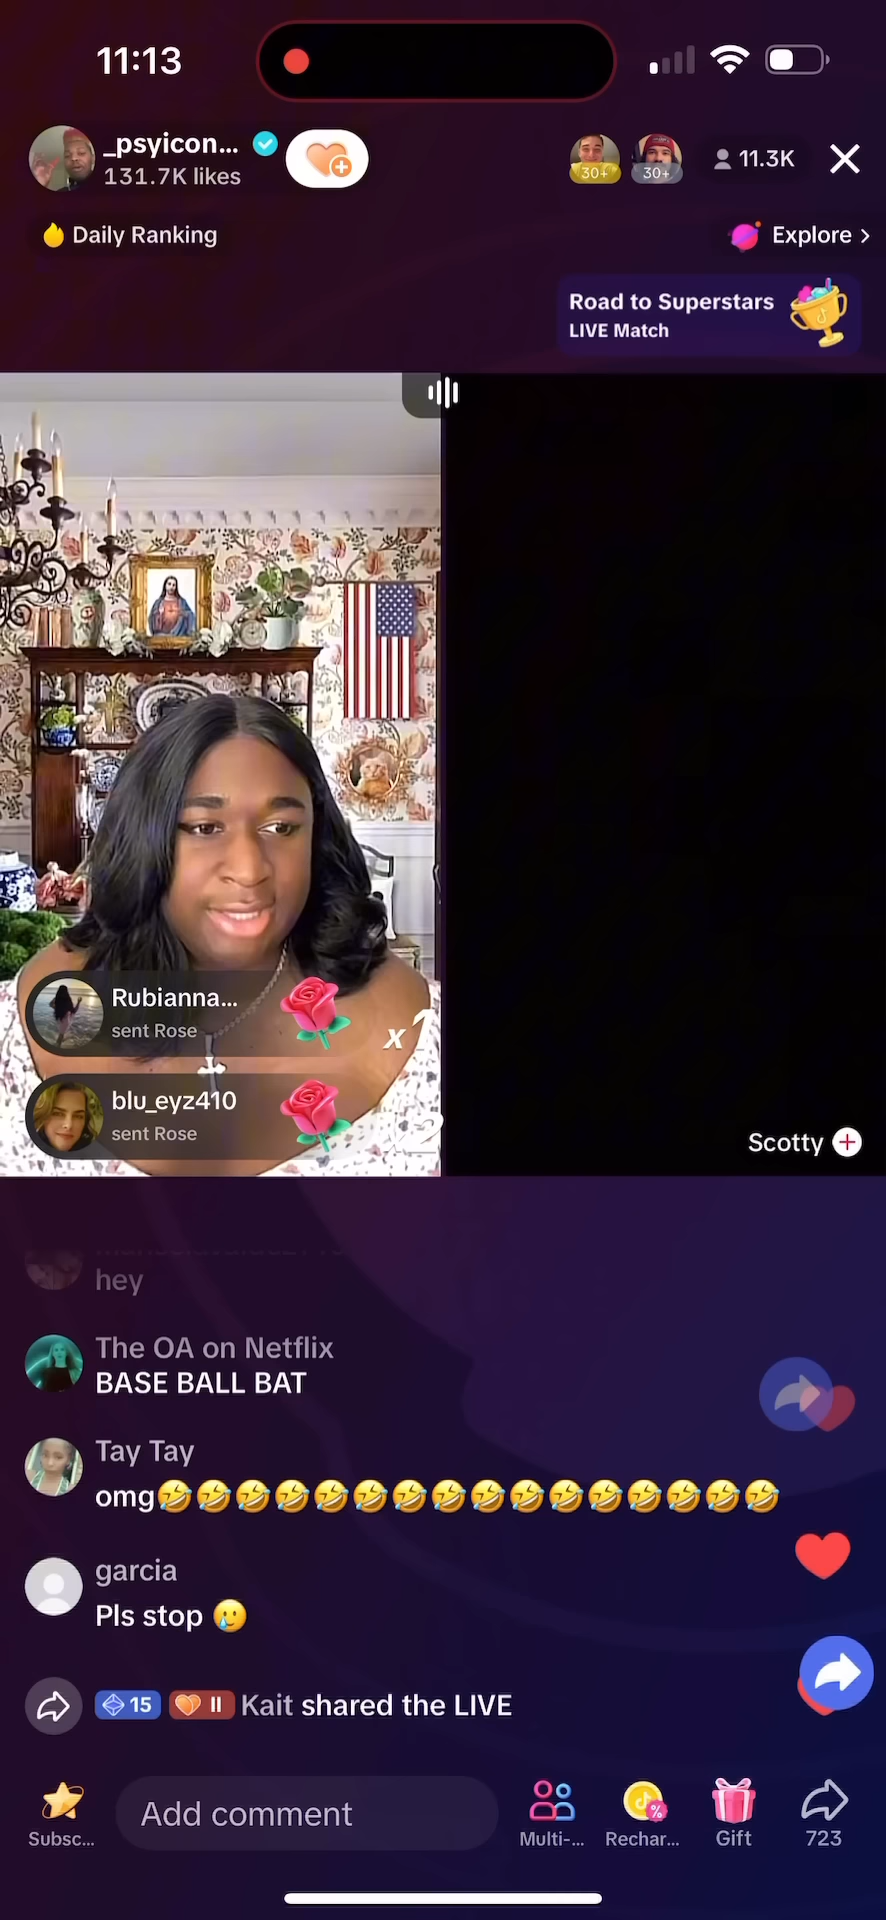 11:13
_psyicon...
131.7K likes
30+
30+
11.3K
Daily Ranking
Explore >
Road to Superstars
LIVE Match
Rubianna...
sent Rose
x1
blu_eyz410
sent Rose
Scotty
hey
The OA on Netflix
BASE BALL BAT
Tay Tay
omg🤣🤣🤣🤣🤣🤣🤣🤣🤣🤣🤣🤣🤣🤣🤣🤣
garcia
Pls stop 🥲
15 II Kait shared the LIVE
Subsc...
Add comment
Multi-...
Rechar...
Gift
723